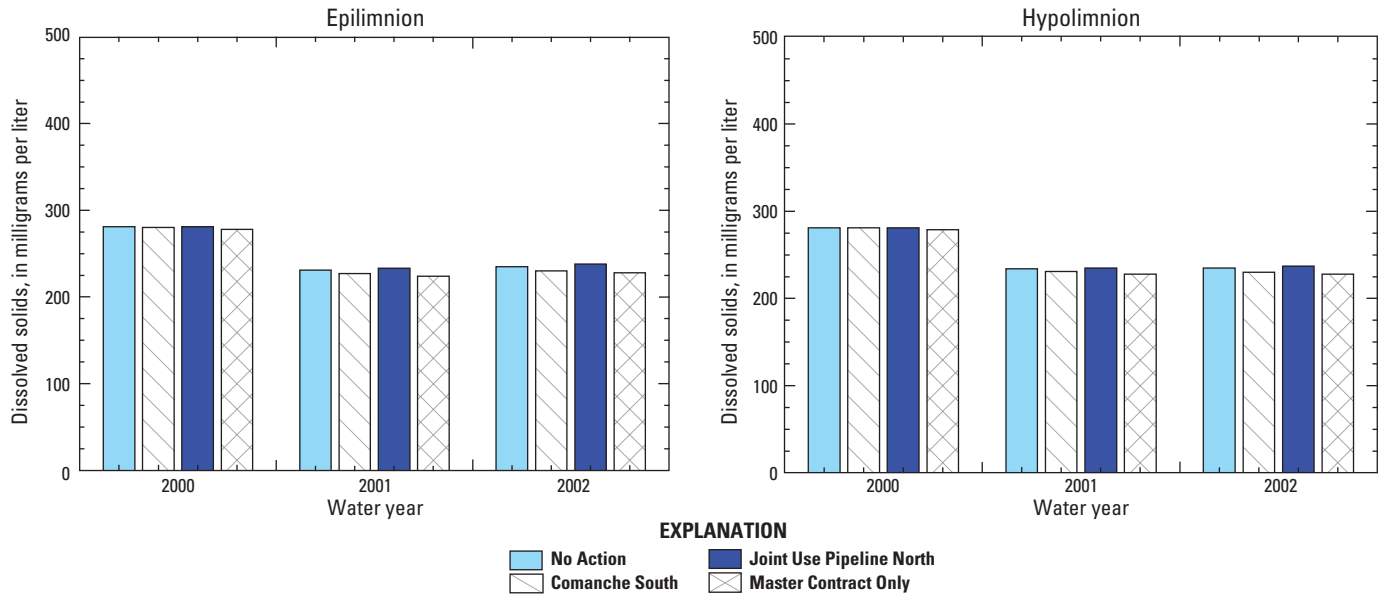 Epilimnion
Dissolved solids, in milligrams per liter
500
400
300
200
100
0
2000 2001 2002
Water year
Hypolimnion
Dissolved solids, in milligrams per liter
500
400
300
200
100
0
2000 2001 2002
Water year
EXPLANATION
No Action Joint Use Pipeline North
Comanche South Master Contract Only